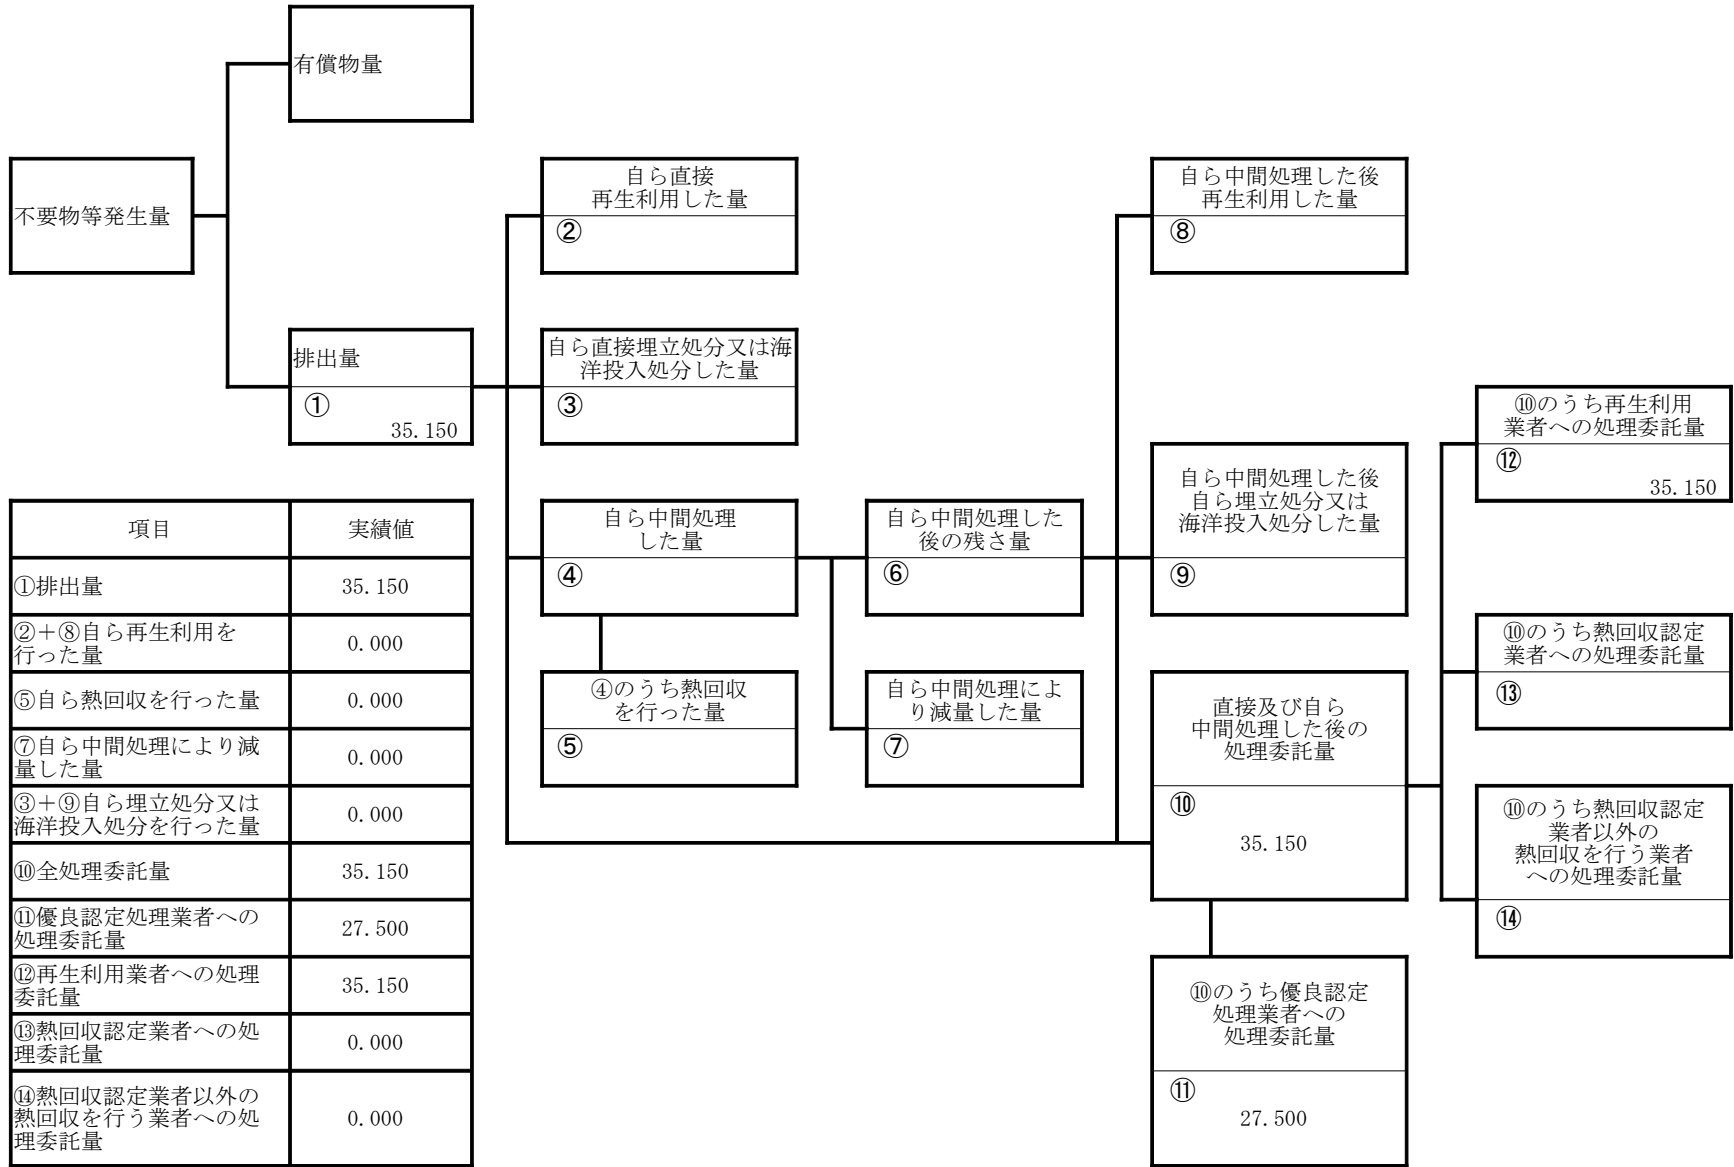 有償物量
不要物等発生量
排出量
①
35.150
自ら直接
再生利用した量
②
自ら直接埋立処分又は海
洋投入処分した量
③
自ら中間処理
した量
④
④のうち熱回収
を行った量
⑤
自ら中間処理した
後の残さ量
⑥
自ら中間処理によ
り減量した量
⑦
自ら中間処理した後
再生利用した量
⑧
自ら中間処理した後
自ら埋立処分又は
海洋投入処分した量
⑨
直接及び自ら
中間処理した後の
処理委託量
⑩
35.150
⑩のうち優良認定
処理業者への
処理委託量
⑪
27.500
⑩のうち再生利用
業者への処理委託量
⑫
35.150
⑩のうち熱回収認定
業者への処理委託量
⑬
⑩のうち熱回収認定
業者以外の
熱回収を行う業者
への処理委託量
⑭
項目 実績値
①排出量 35.150
②+⑧自ら再生利用を
行った量 0.000
⑤自ら熱回収を行った量 0.000
⑦自ら中間処理により減
量した量 0.000
③+⑨自ら埋立処分又は
海洋投入処分を行った量 0.000
⑩全処理委託量 35.150
⑪優良認定処理業者への
処理委託量 27.500
⑫再生利用業者への処理
委託量 35.150
⑬熱回収認定業者への処
理委託量 0.000
⑭熱回収認定業者以外の
熱回収を行う業者への処
理委託量 0.000